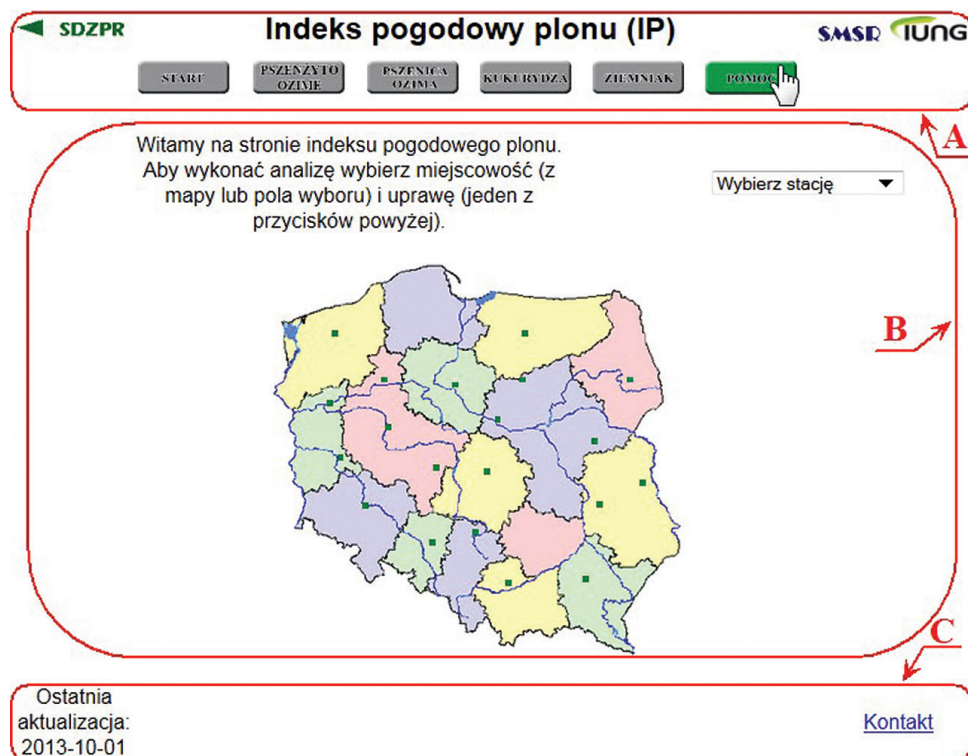 SDZPR
Indeks pogodowy plonu (IP)
SMSR IUNG
START
PSZENŻYTO
OZIME
PSZENICA
OZIMA
KUKURYDZA
ZIEMNIAK
POMOC
A
Witamy na stronie indeksu pogodowego plonu.
Aby wykonać analizę wybierz miejscowość (z
mapy lub pola wyboru) i uprawę (jeden z
przycisków powyżej).
Wybierz stację
B
C
Ostatnia
aktualizacja:
2013-10-01
Kontakt